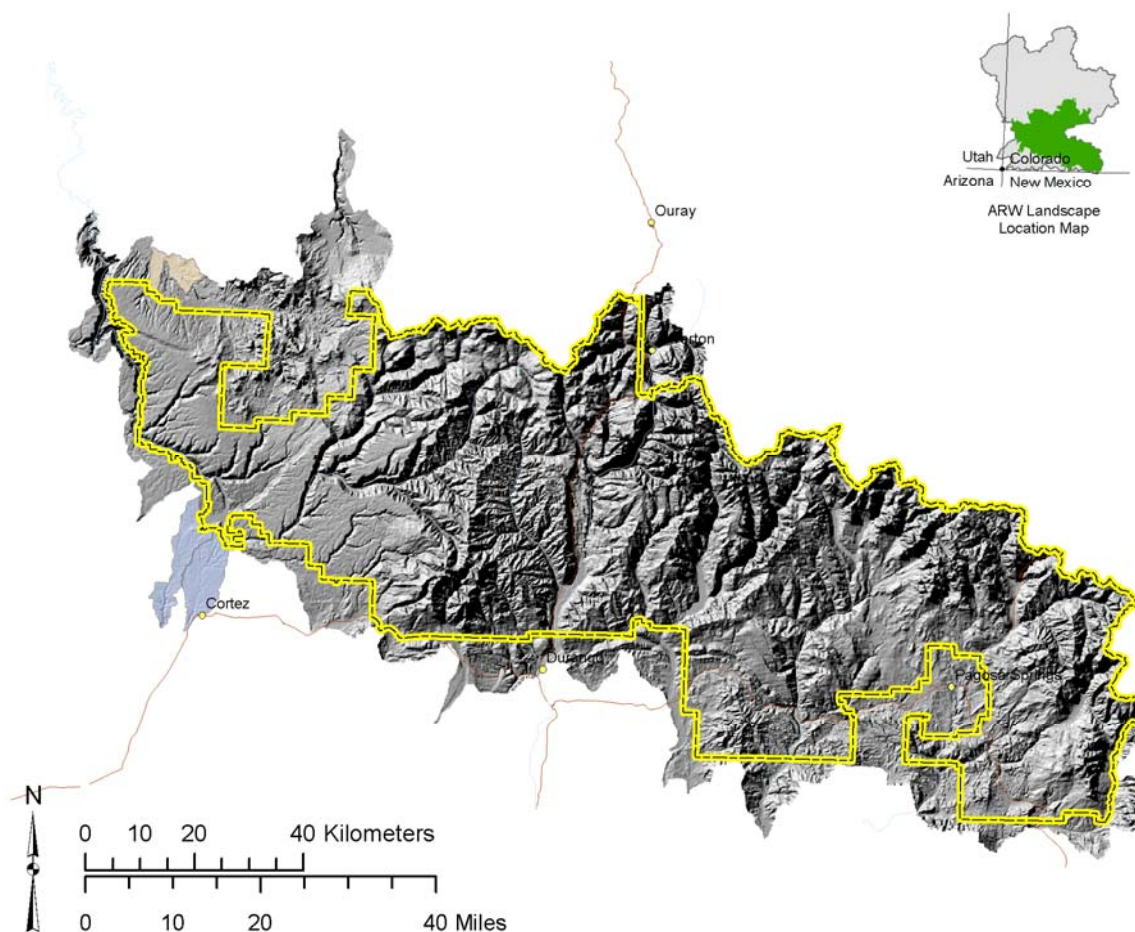 Utah Colorado
Arizona New Mexico
ARW Landscape
Location Map
Ouray
Cortez
Durango
Pagosa Springs
N
0 10 20 40 Kilometers
0 10 20 40 Miles